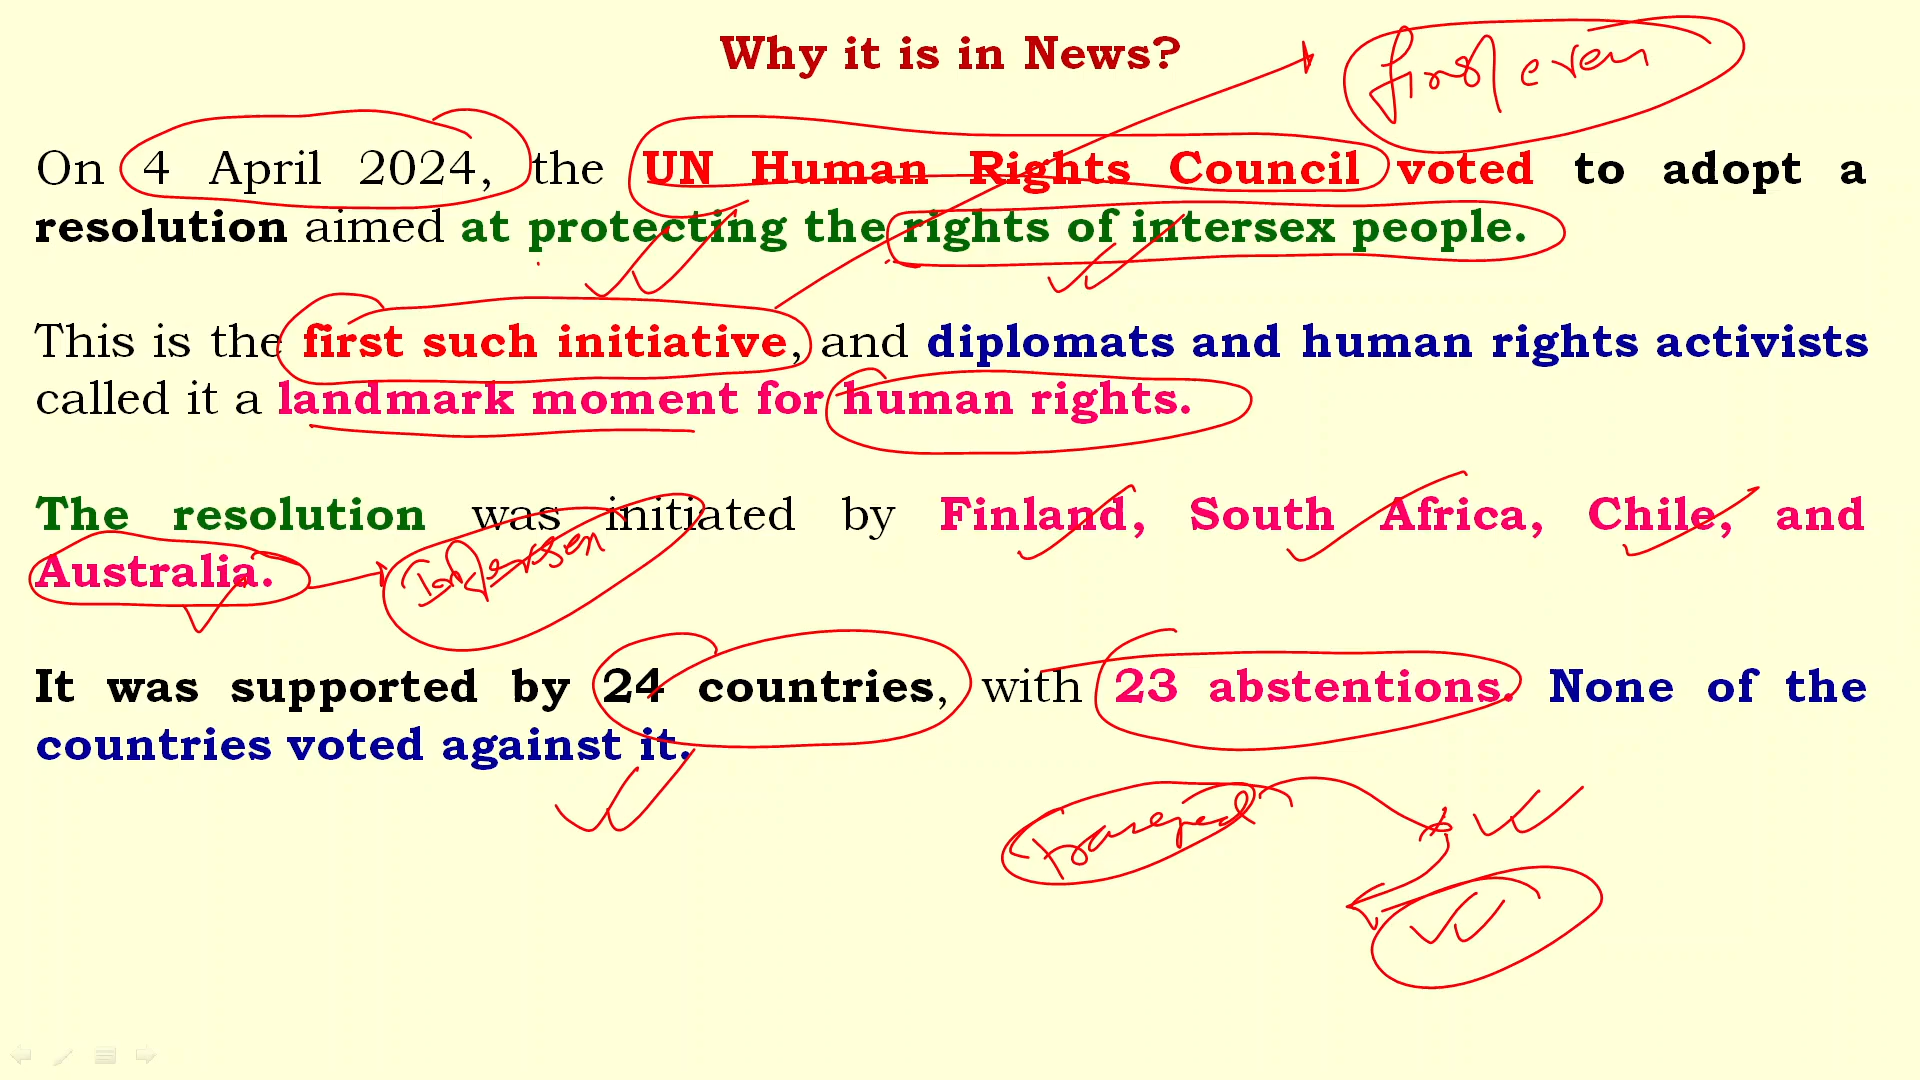 Why it is in News?
first ever
On 4 April 2024, the UN Human Rights Council voted to adopt a
resolution aimed at protecting the rights of intersex people.
This is the first such initiative, and diplomats and human rights activists
called it a landmark moment for human rights.
The resolution was initiated by Finland, South Africa, Chile, and
Australia.
It was supported by 24 countries, with 23 abstentions. None of the
countries voted against it.